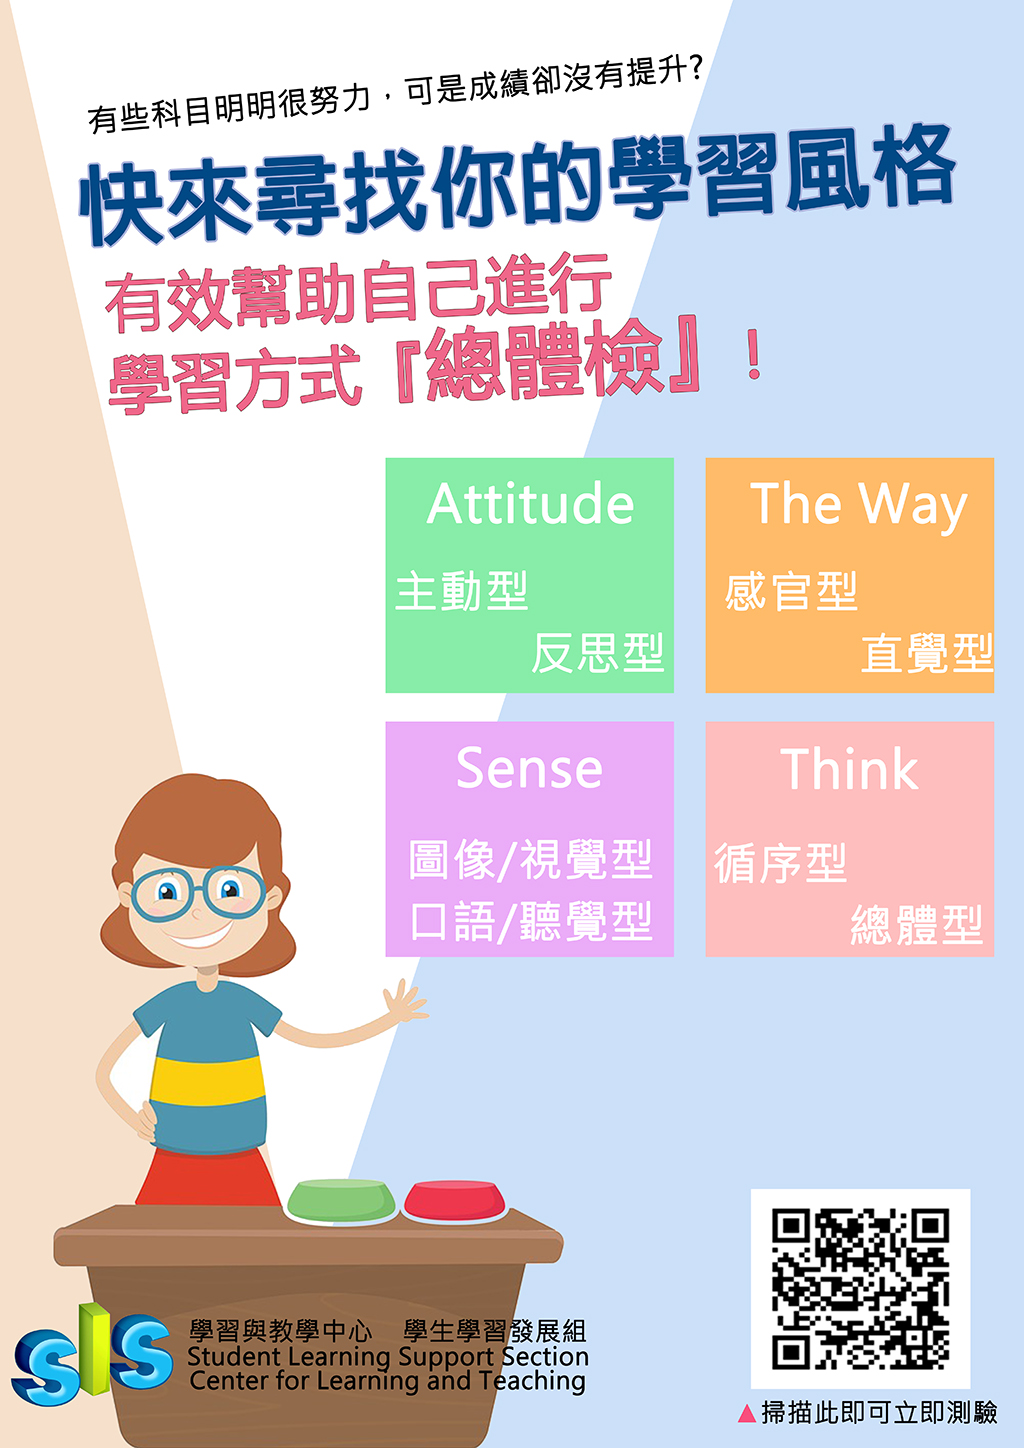 有些科目明明很努力，可是成績卻沒有提升?
快來尋找你的學習風格
有效幫助自己進行
學習方式『總體檢』!
Attitude
主動型
反思型
The Way
感官型
直覺型
Sense
圖像/視覺型
口語/聽覺型
Think
循序型
總體型
sls
學習與教學中心 學生學習發展組
Student Learning Support Section
Center for Learning and Teaching
▲掃描此即可立即測驗